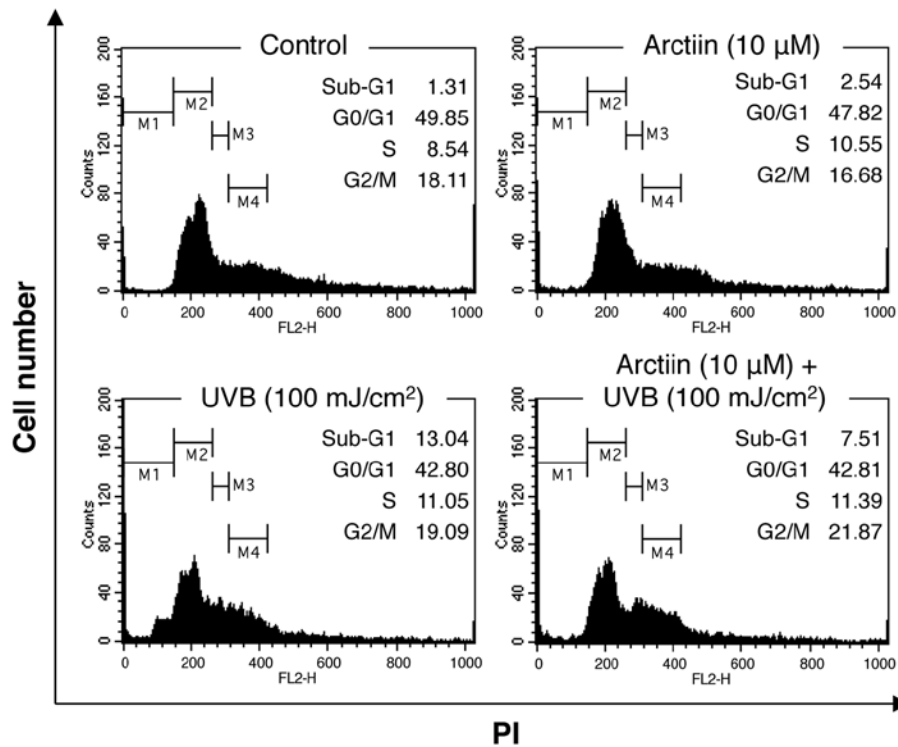 Control
200
160
120
80
40
0
Counts
M1
M2
M3
M4
Sub-G1 1.31
G0/G1 49.85
S 8.54
G2/M 18.11
0 200 400 600 800 1000
FL2-H
Arctiin (10 μM)
200
160
120
80
40
0
Counts
M1
M2
M3
M4
Sub-G1 2.54
G0/G1 47.82
S 10.55
G2/M 16.68
0 200 400 600 800 1000
FL2-H
UVB (100 mJ/cm²)
200
160
120
80
40
0
Counts
M1
M2
M3
M4
Sub-G1 13.04
G0/G1 42.80
S 11.05
G2/M 19.09
0 200 400 600 800 1000
FL2-H
Arctiin (10 μM) +
UVB (100 mJ/cm²)
200
160
120
80
40
0
Counts
M1
M2
M3
M4
Sub-G1 7.51
G0/G1 42.81
S 11.39
G2/M 21.87
0 200 400 600 800 1000
FL2-H
Cell number
PI